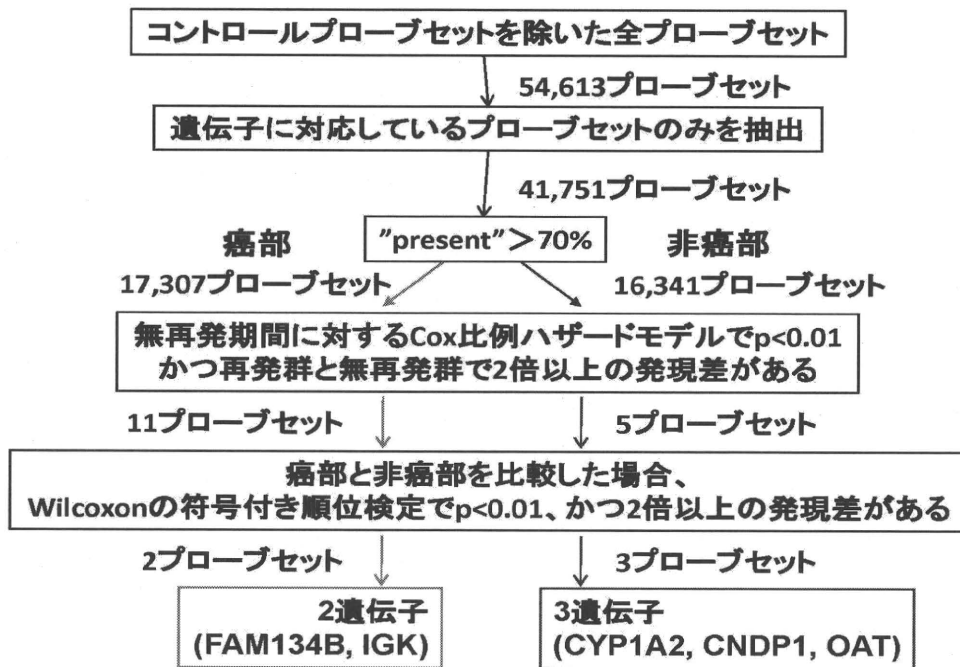 コントロールプローブセットを除いた全プローブセット
54,613プローブセット
遺伝子に対応しているプローブセットのみを抽出
41,751プローブセット
癌部
”present”＞70%
非癌部
17,307プローブセット
16,341プローブセット
無再発期間に対するCox比例ハザードモデルでp<0.01
かつ再発群と無再発群で2倍以上の発現差がある
11プローブセット
5プローブセット
癌部と非癌部を比較した場合、
Wilcoxonの符号付き順位検定でp<0.01、かつ2倍以上の発現差がある
2プローブセット
3プローブセット
2遺伝子
(FAM134B, IGK)
3遺伝子
(CYP1A2, CNDP1, OAT)